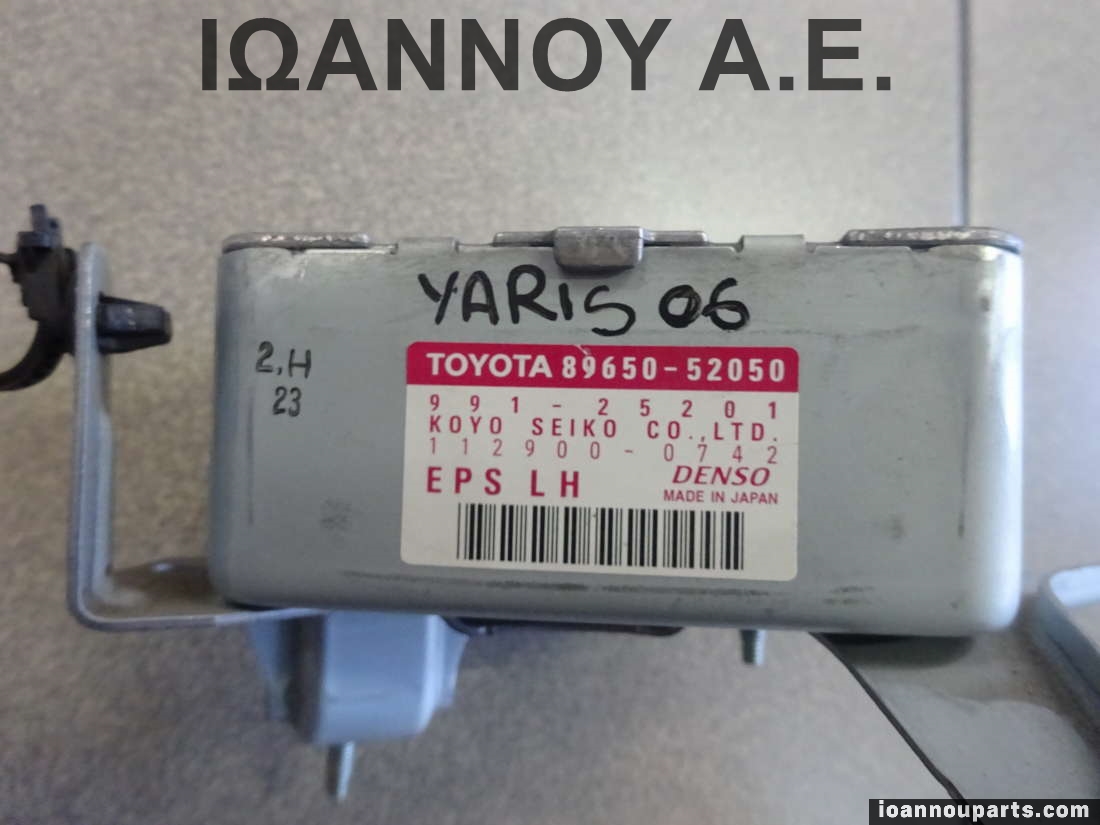 ΙΩΑΝΝΟΥ Α.Ε.
YARIS 06
2,H
23
TOYOTA 89650-52050
991-25201
KOYO SEIKO CO.,LTD.
112900-0742
EPS LH
DENSO
MADE IN JAPAN
ioannouparts.com